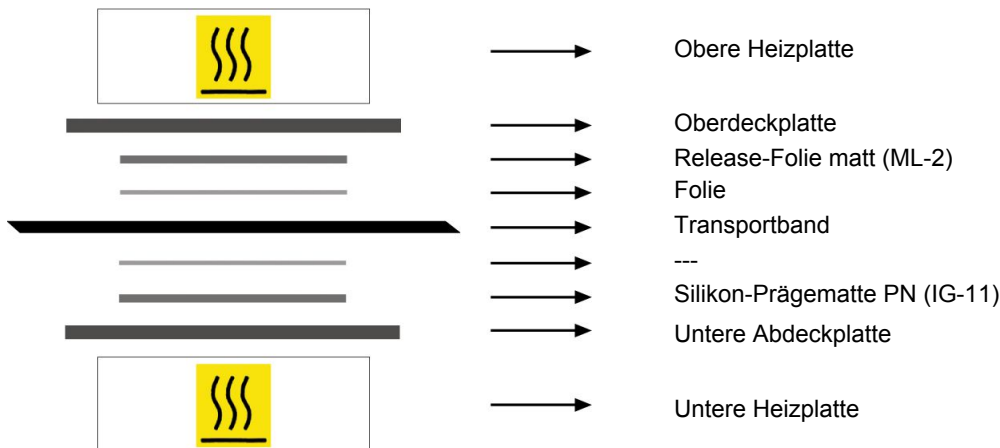 Obere Heizplatte
Oberdeckplatte
Release-Folie matt (ML-2)
Folie
Transportband
---
Silikon-Prägematte PN (IG-11)
Untere Abdeckplatte
Untere Heizplatte